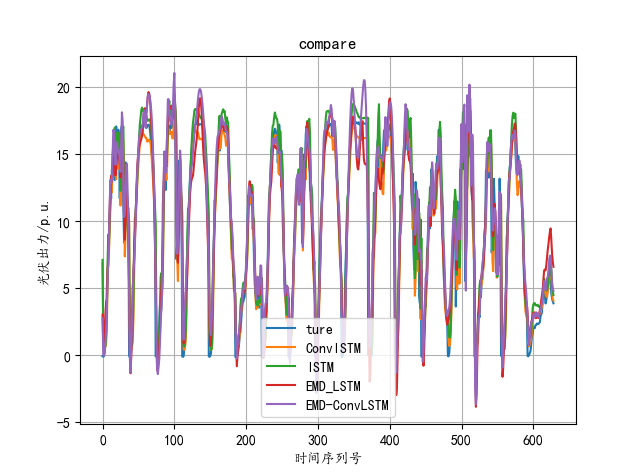 compare
20
15
10
5
0
-5
光伏出力/p.u.
0
100
200
300
400
500
600
时间序列号
ture
ConvlSTM
lSTM
EMD_LSTM
EMD-ConvLSTM